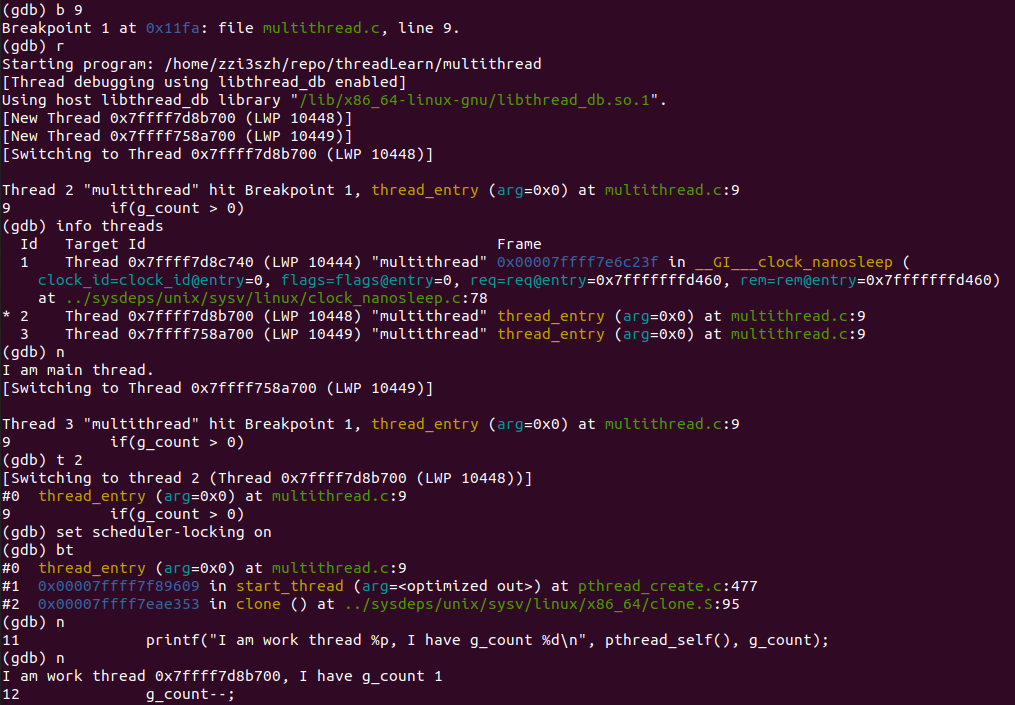 (gdb) b 9
Breakpoint 1 at 0x11fa: file multithread.c, line 9.
(gdb) r
Starting program: /home/zzi3szh/repo/threadLearn/multithread
[Thread debugging using libthread_db enabled]
Using host libthread_db library "/lib/x86_64-linux-gnu/libthread_db.so.1".
[New Thread 0x7ffff7d8b700 (LWP 10448)]
[New Thread 0x7ffff758a700 (LWP 10449)]
[Switching to Thread 0x7ffff7d8b700 (LWP 10448)]

Thread 2 "multithread" hit Breakpoint 1, thread_entry (arg=0x0) at multithread.c:9
9           if(g_count > 0)
(gdb) info threads
  Id   Target Id                                       Frame
  1    Thread 0x7ffff7d8c740 (LWP 10444) "multithread" 0x00007ffff7e6c23f in __GI___clock_nanosleep (
    clock_id=clock_id@entry=0, flags=flags@entry=0, req=req@entry=0x7fffffffd460, rem=rem@entry=0x7fffffffd460)
    at ../sysdeps/unix/sysv/linux/clock_nanosleep.c:78
* 2    Thread 0x7ffff7d8b700 (LWP 10448) "multithread" thread_entry (arg=0x0) at multithread.c:9
  3    Thread 0x7ffff758a700 (LWP 10449) "multithread" thread_entry (arg=0x0) at multithread.c:9
(gdb) n
I am main thread.
[Switching to Thread 0x7ffff758a700 (LWP 10449)]

Thread 3 "multithread" hit Breakpoint 1, thread_entry (arg=0x0) at multithread.c:9
9           if(g_count > 0)
(gdb) t 2
[Switching to thread 2 (Thread 0x7ffff7d8b700 (LWP 10448))]
#0  thread_entry (arg=0x0) at multithread.c:9
9           if(g_count > 0)
(gdb) set scheduler-locking on
(gdb) bt
#0  thread_entry (arg=0x0) at multithread.c:9
#1  0x00007ffff7f89609 in start_thread (arg=<optimized out>) at pthread_create.c:477
#2  0x00007ffff7eae353 in clone () at ../sysdeps/unix/sysv/linux/x86_64/clone.S:95
(gdb) n
11              printf("I am work thread %p, I have g_count %d\n", pthread_self(), g_count);
(gdb) n
I am work thread 0x7ffff7d8b700, I have g_count 1
12              g_count--;